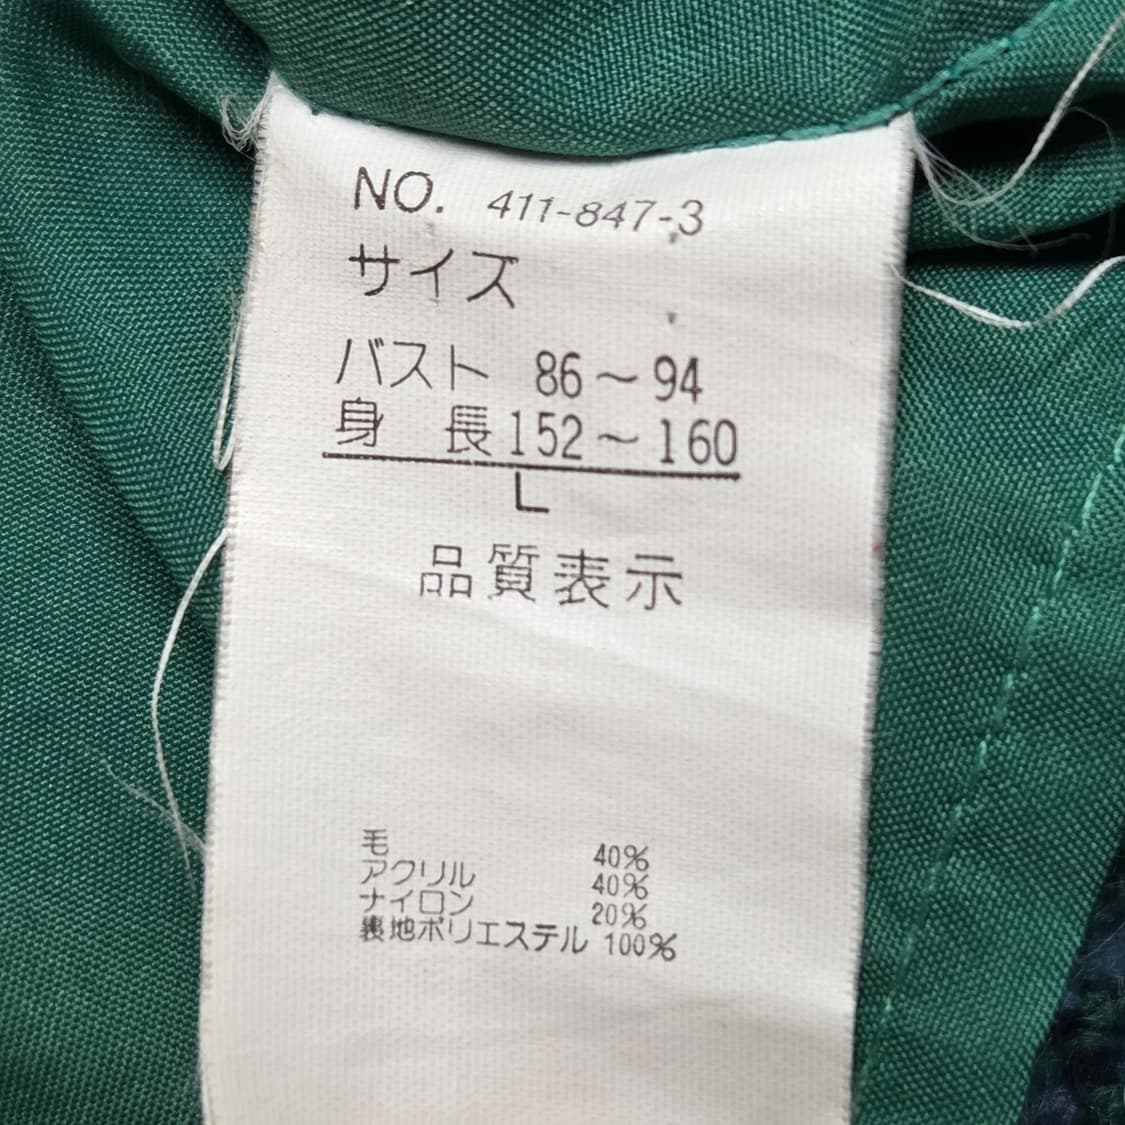 NO. 411-847-3
サイズ
バスト 86～94
身 長 152～160
L
品質表示
毛 40%
アクリル 40%
ナイロン 20%
裏地ポリエステル 100%